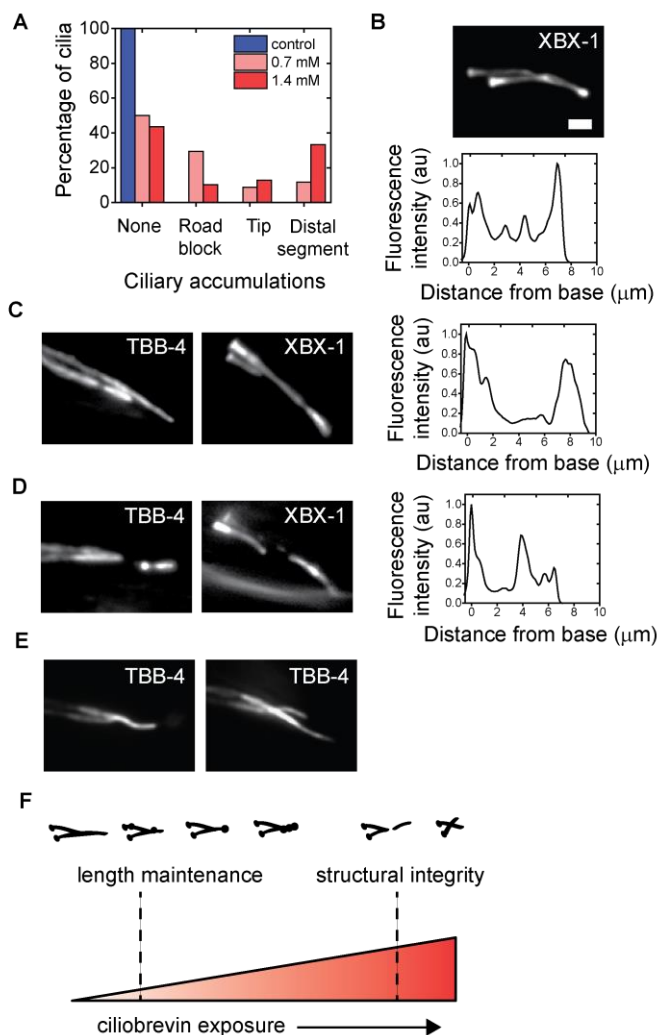 A
Percentage of cilia
100
80
60
40
20
0
control
0.7 mM
1.4 mM
None
Road
block
Tip
Distal
segment
Ciliary accumulations
B
XBX-1
Fluorescence
intensity (au)
1.0
0.8
0.6
0.4
0.2
0
0 2 4 6 8 10
Distance from base (μm)
C
TBB-4
XBX-1
Fluorescence
intensity (au)
1.0
0.8
0.6
0.4
0.2
0
0 2 4 6 8 10
Distance from base (μm)
D
TBB-4
XBX-1
Fluorescence
intensity (au)
1.0
0.8
0.6
0.4
0.2
0
0 2 4 6 8 10
Distance from base (μm)
E
TBB-4
TBB-4
F
length maintenance
structural integrity
ciliobrevin exposure